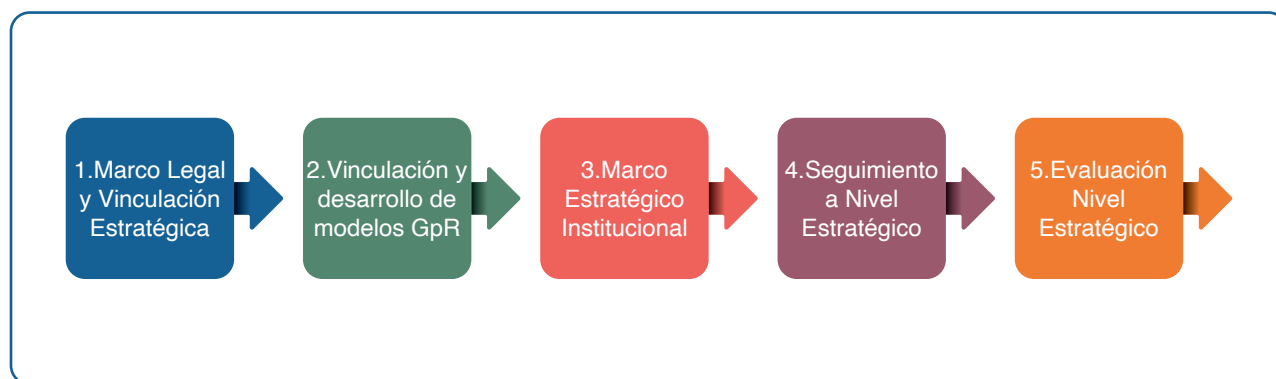 1.Marco Legal
y Vinculación
Estratégica
2.Vinculación y
desarrollo de
modelos GpR
3.Marco
Estratégico
Institucional
4.Seguimiento
a Nivel
Estratégico
5.Evaluación
Nivel
Estratégico